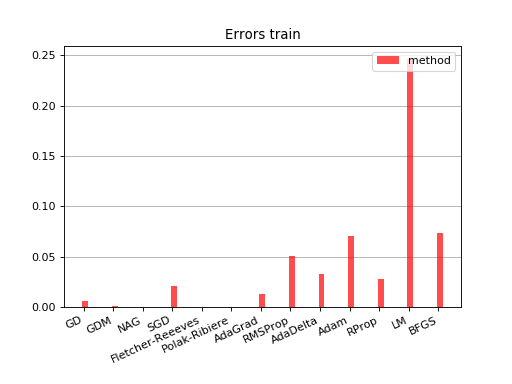 Errors train
method
0.25
0.20
0.15
0.10
0.05
0.00
GD
GDM
NAG
SGD
Fletcher-Reeeves
Polak-Ribiere
AdaGrad
RMSProp
AdaDelta
Adam
RProp
LM
BFGS